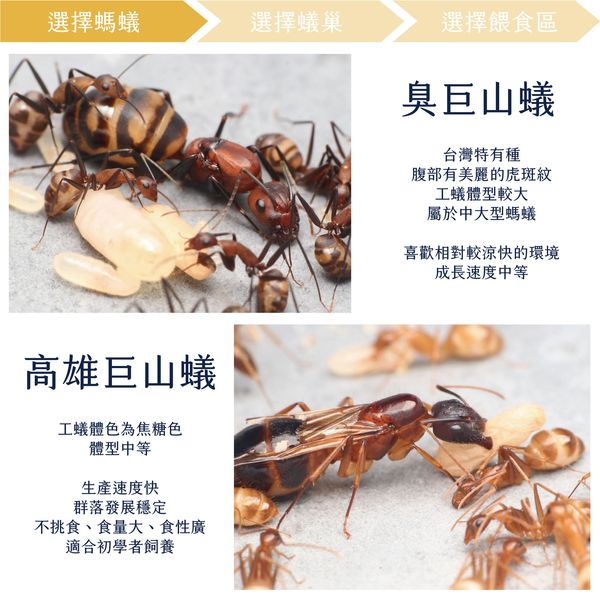 選擇螞蟻
選擇蟻巢
選擇餵食區
臭巨山蟻
台灣特有種
腹部有美麗的虎斑紋
工蟻體型較大
屬於中大型螞蟻
喜歡相對較涼快的環境
成長速度中等
高雄巨山蟻
工蟻體色為焦糖色
體型中等
生產速度快
群落發展穩定
不挑食、食量大、食性廣
適合初學者飼養